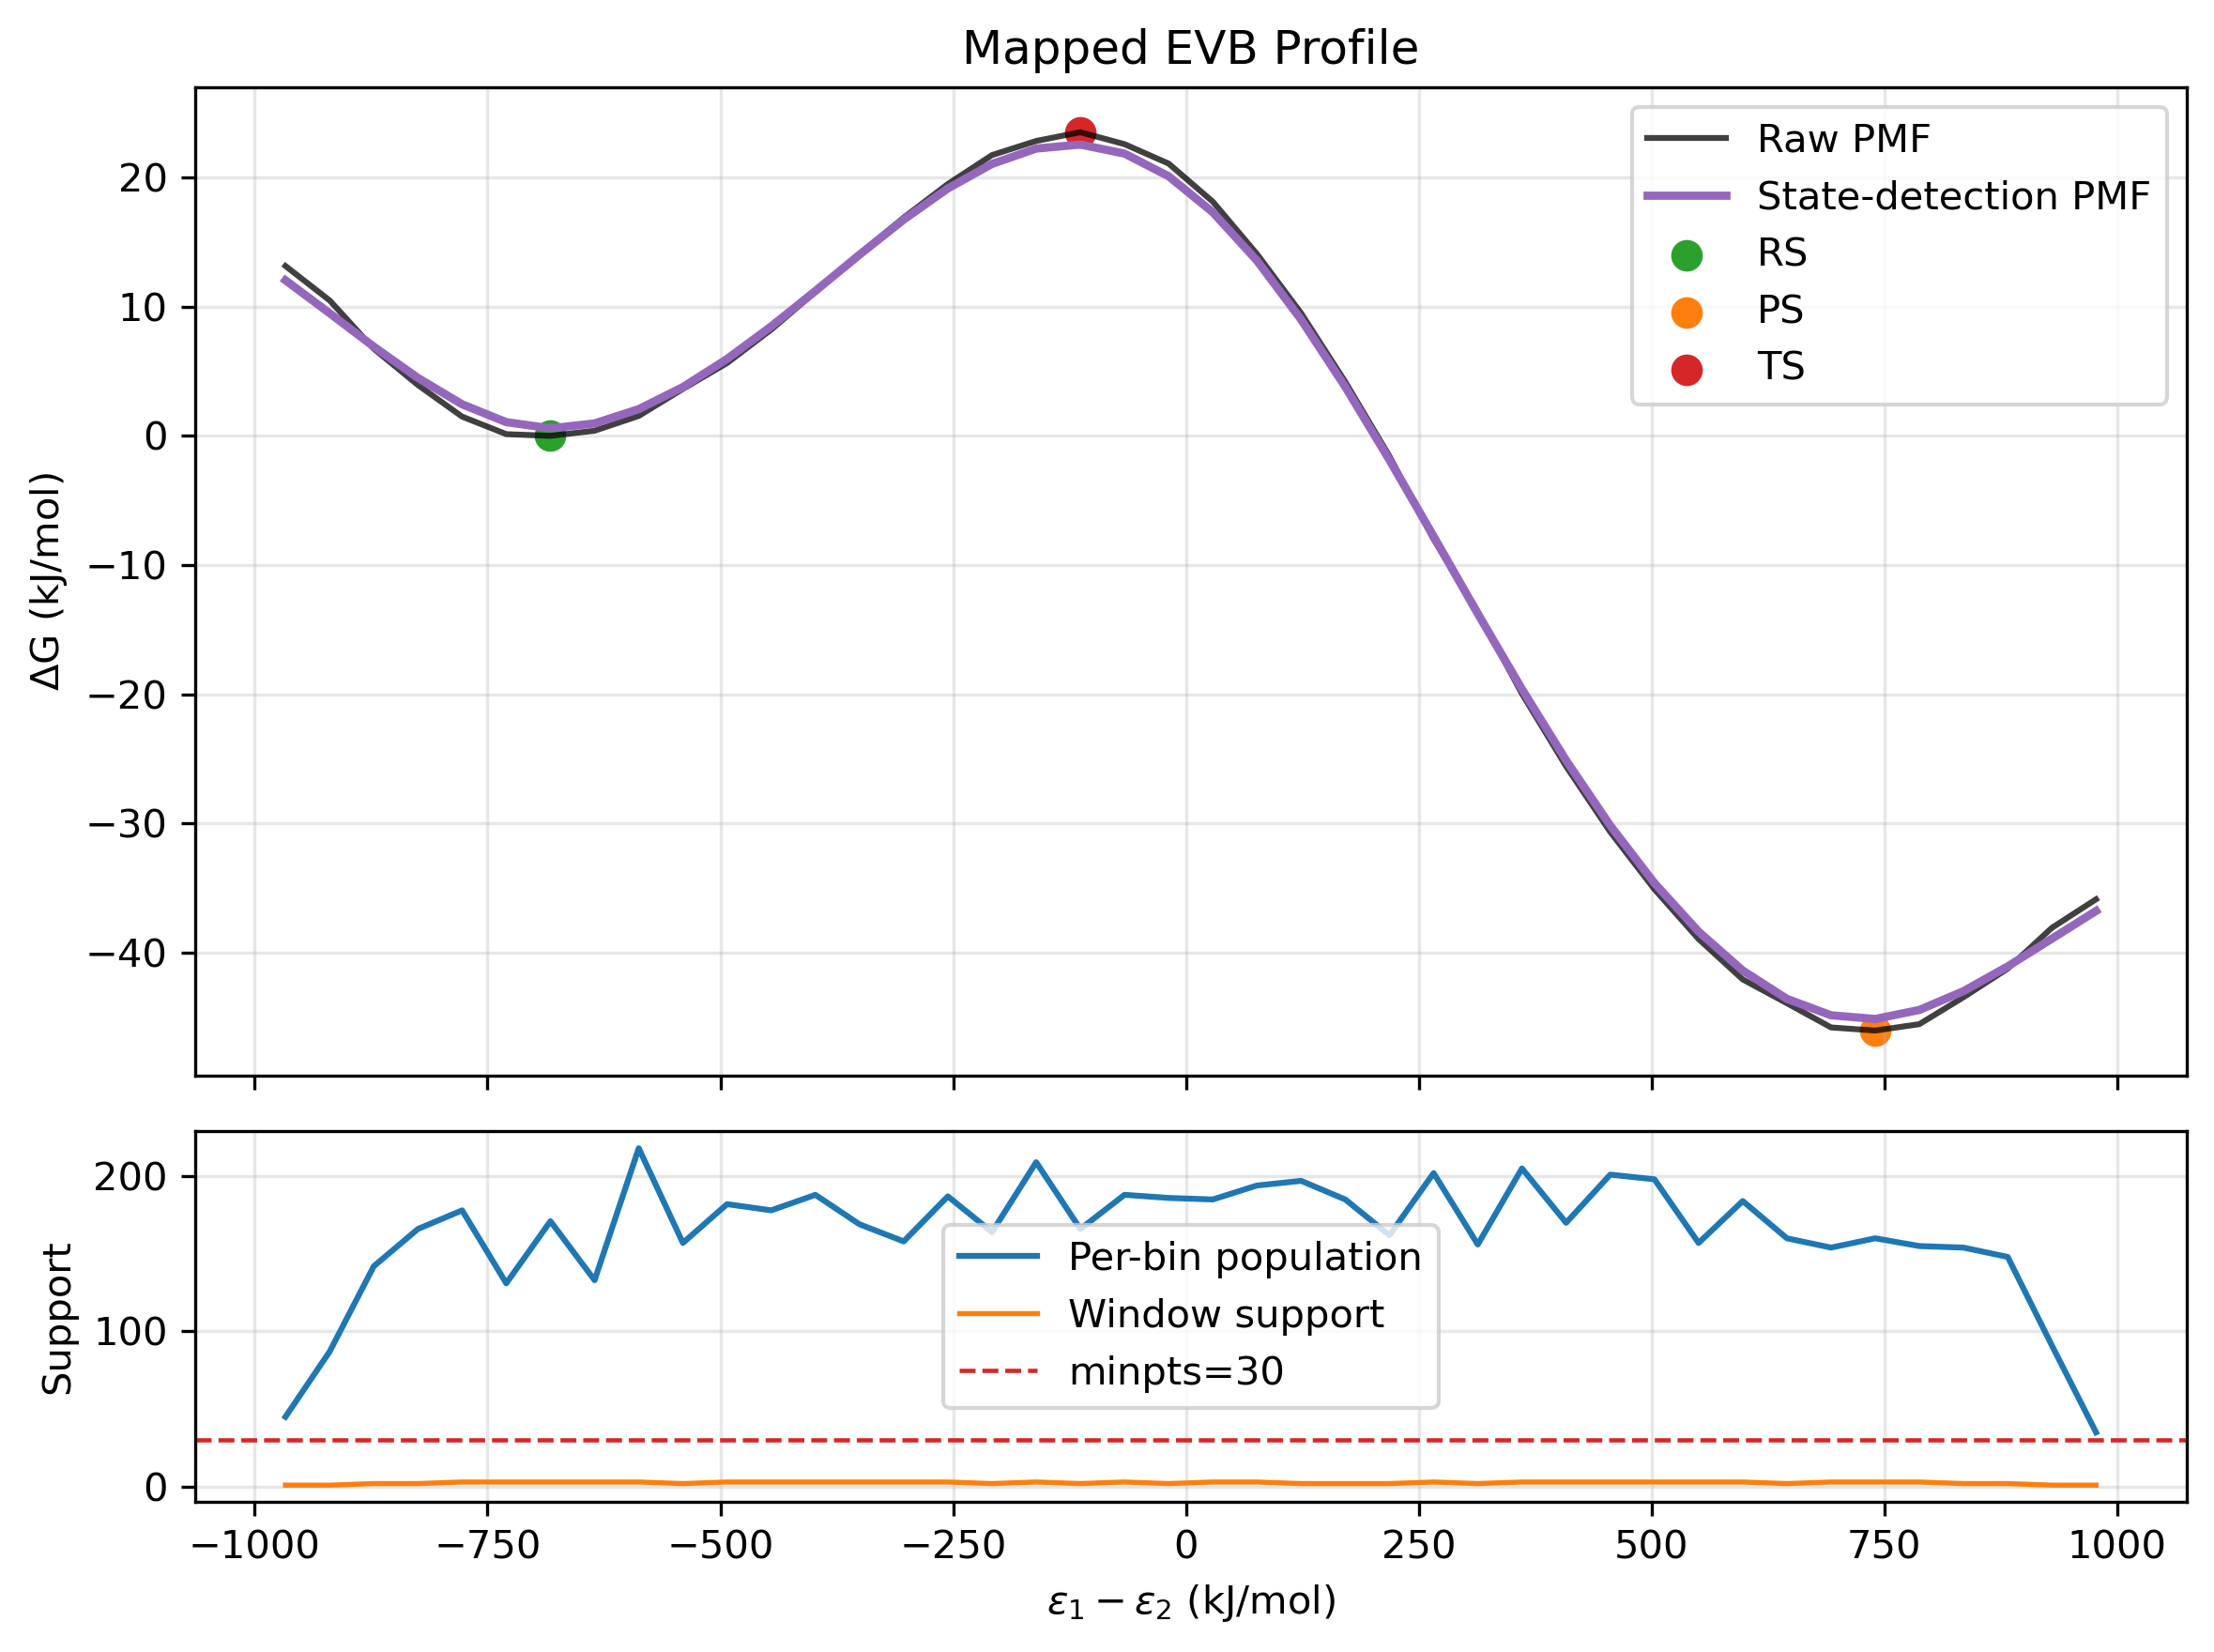 Mapped EVB Profile
20
10
0
−10
−20
−30
−40
ΔG (kJ/mol)
Raw PMF
State-detection PMF
RS
PS
TS
200
100
0
Support
Per-bin population
Window support
minpts=30
−1000 −750 −500 −250 0 250 500 750 1000
ε₁ − ε₂ (kJ/mol)